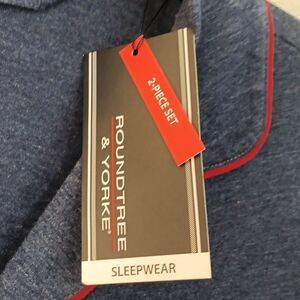 2-PIECE SET
ROUNDTREE
& YORKE®
SLEEPWEAR